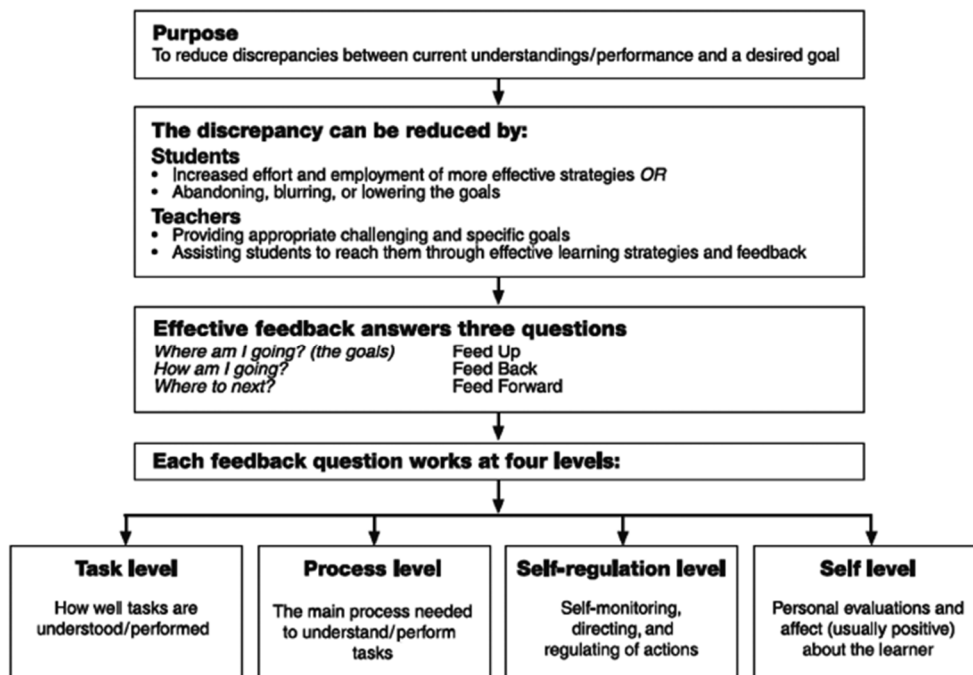 Purpose
To reduce discrepancies between current understandings/performance and a desired goal
The discrepancy can be reduced by:
Students
• Increased effort and employment of more effective strategies OR
• Abandoning, blurring, or lowering the goals
Teachers
• Providing appropriate challenging and specific goals
• Assisting students to reach them through effective learning strategies and feedback
Effective feedback answers three questions
Where am I going? (the goals) Feed Up
How am I going? Feed Back
Where to next? Feed Forward
Each feedback question works at four levels:
Task level
How well tasks are
understood/performed
Process level
The main process needed
to understand/perform
tasks
Self-regulation level
Self-monitoring,
directing, and
regulating of actions
Self level
Personal evaluations and
affect (usually positive)
about the learner